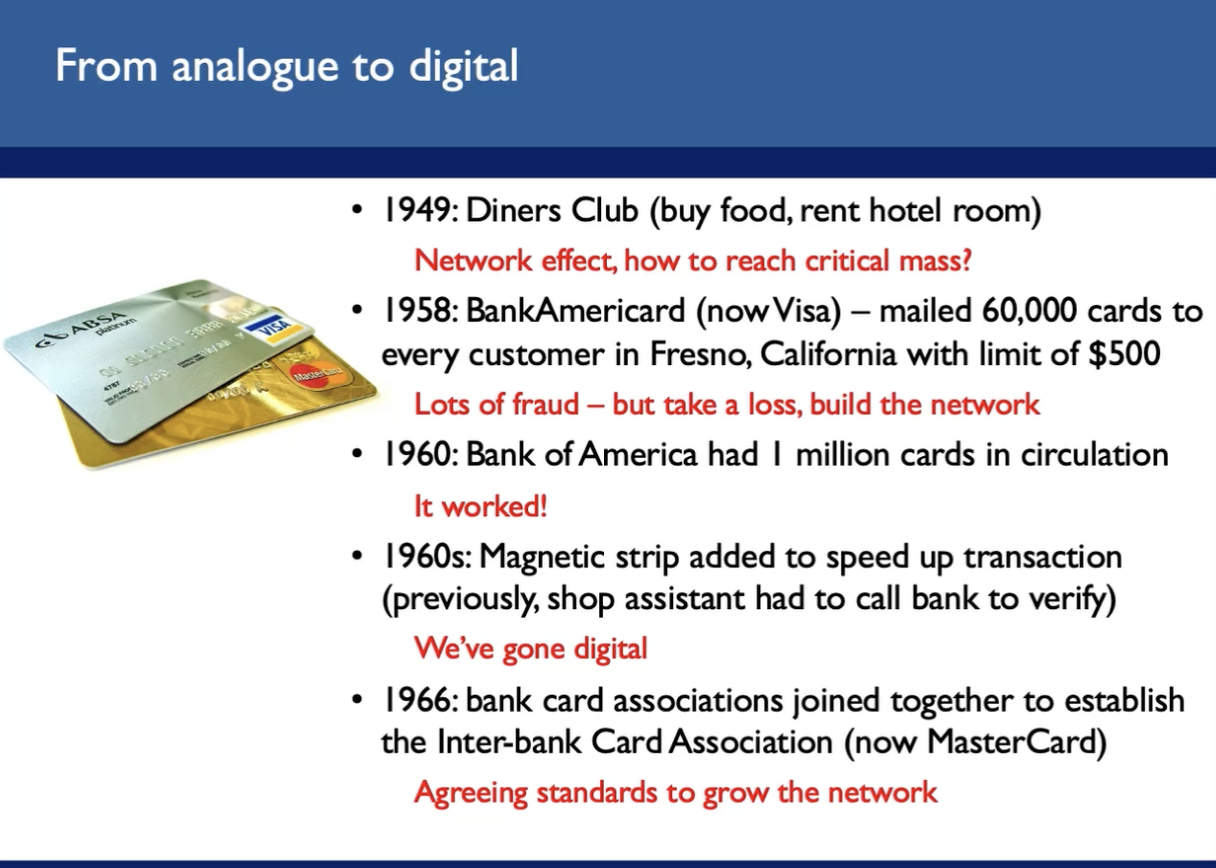 From analogue to digital
• 1949: Diners Club (buy food, rent hotel room)
Network effect, how to reach critical mass?
• 1958: BankAmericard (now Visa) – mailed 60,000 cards to
every customer in Fresno, California with limit of $500
Lots of fraud – but take a loss, build the network
• 1960: Bank of America had 1 million cards in circulation
It worked!
• 1960s: Magnetic strip added to speed up transaction
(previously, shop assistant had to call bank to verify)
We've gone digital
• 1966: bank card associations joined together to establish
the Inter-bank Card Association (now MasterCard)
Agreeing standards to grow the network
ABSA
platinum
VISA
4787
MasterCard